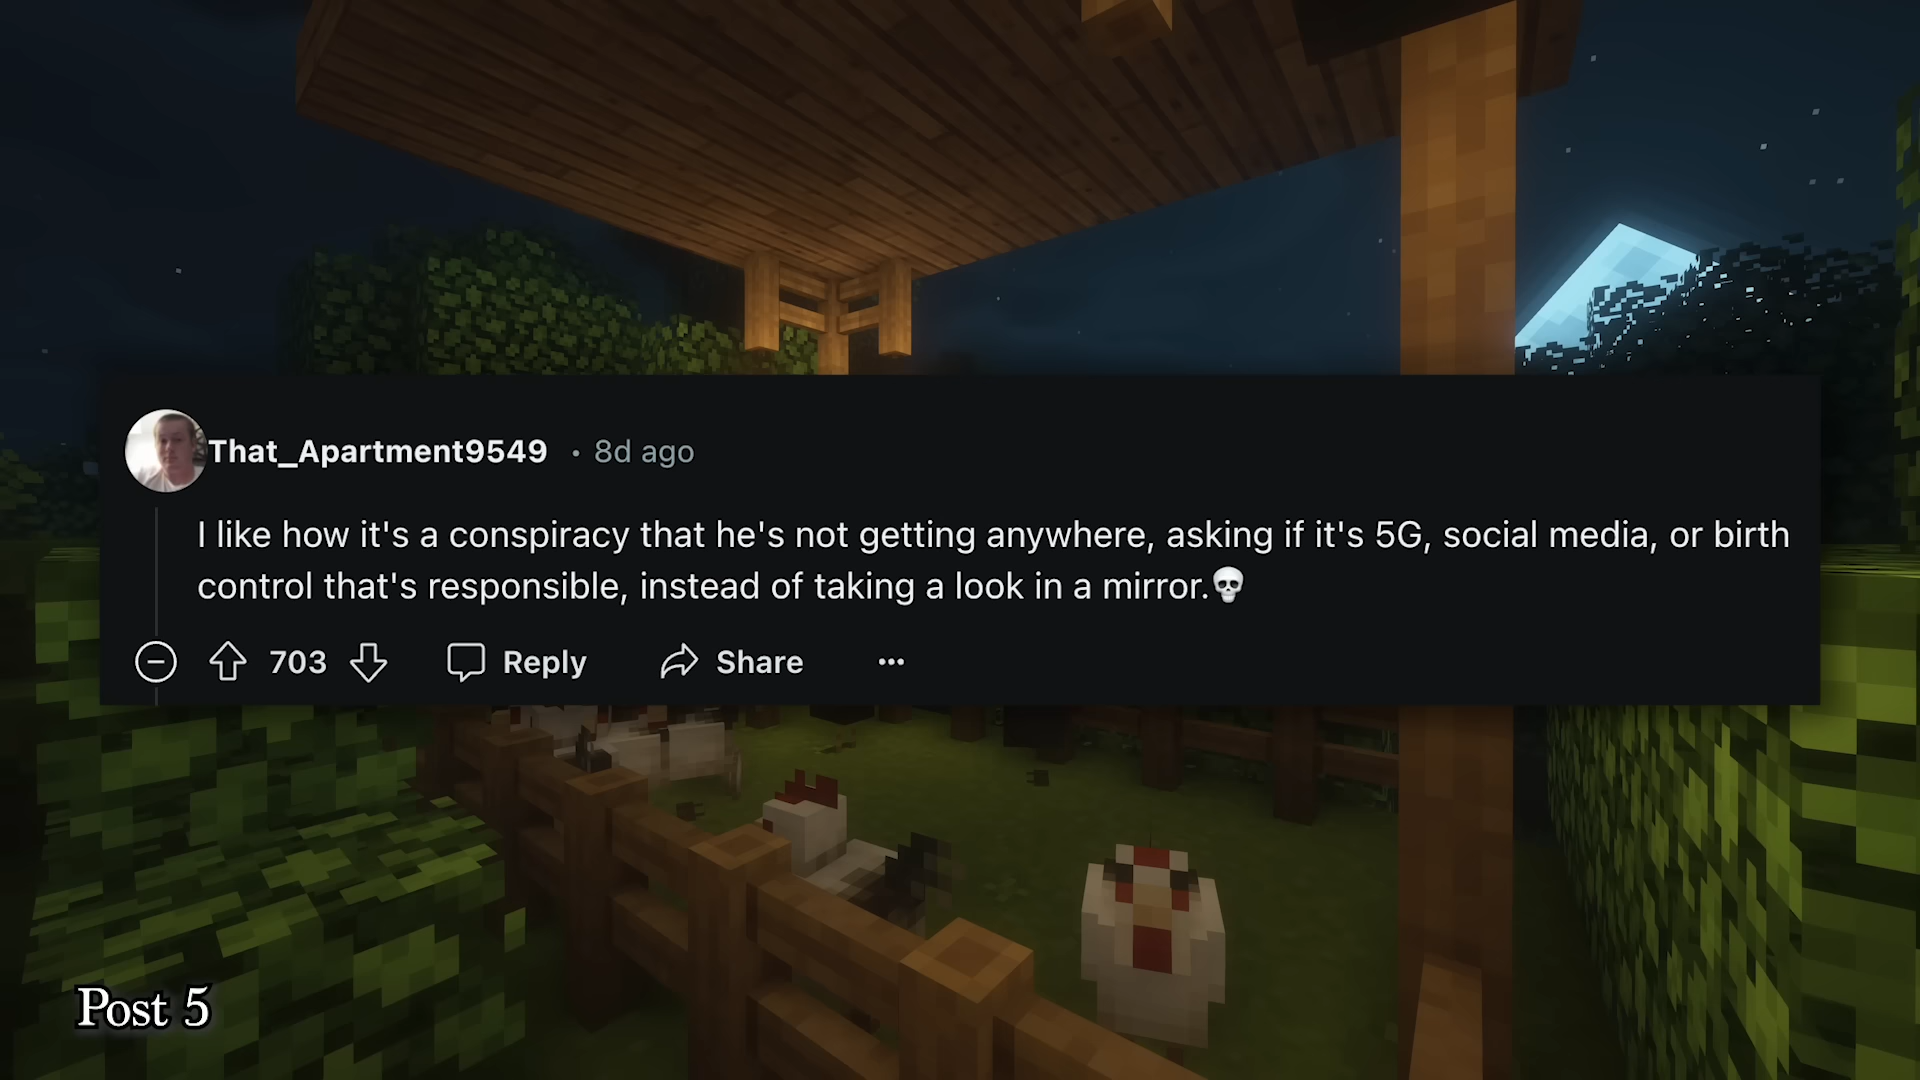 That_Apartment9549 • 8d ago
I like how it's a conspiracy that he's not getting anywhere, asking if it's 5G, social media, or birth
control that's responsible, instead of taking a look in a mirror.💀
703 Reply Share ...
Post 5